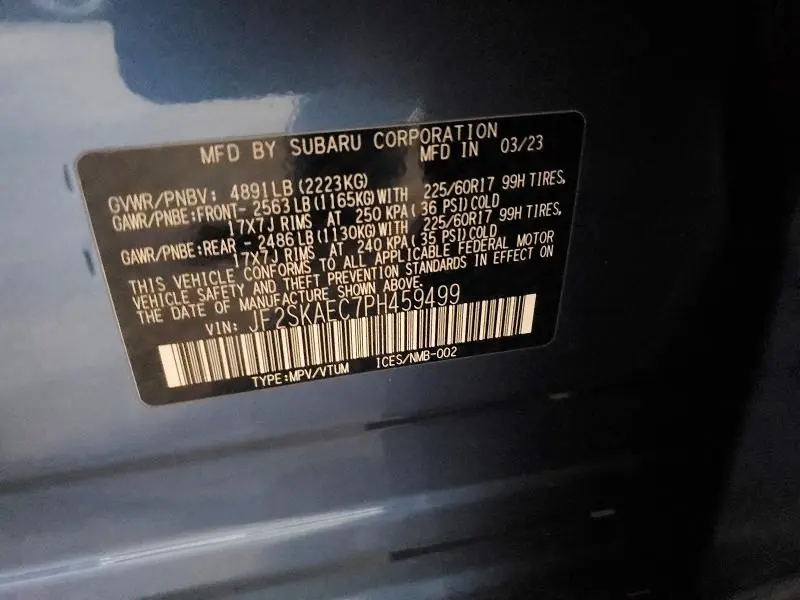 MFD BY SUBARU CORPORATION
MFD IN 03/23
GVWR/PNBV: 4891LB (2223KG)
GAWR/PNBE:FRONT- 2563LB(1165KG)WITH 225/60R17 99H TIRES,
17X7J RIMS AT 250 KPA(36 PSI)COLD
GAWR/PNBE:REAR - 2486LB(1130KG)WITH 225/60R17 99H TIRES,
17X7J RIMS AT 240 KPA(35 PSI)COLD
THIS VEHICLE CONFORMS TO ALL APPLICABLE FEDERAL MOTOR
VEHICLE SAFETY AND THEFT PREVENTION STANDARDS IN EFFECT ON
THE DATE OF MANUFACTURE SHOWN ABOVE.
VIN: JF2SKAEC7PH459499
TYPE:MPV/VTUM ICES/NMB-002